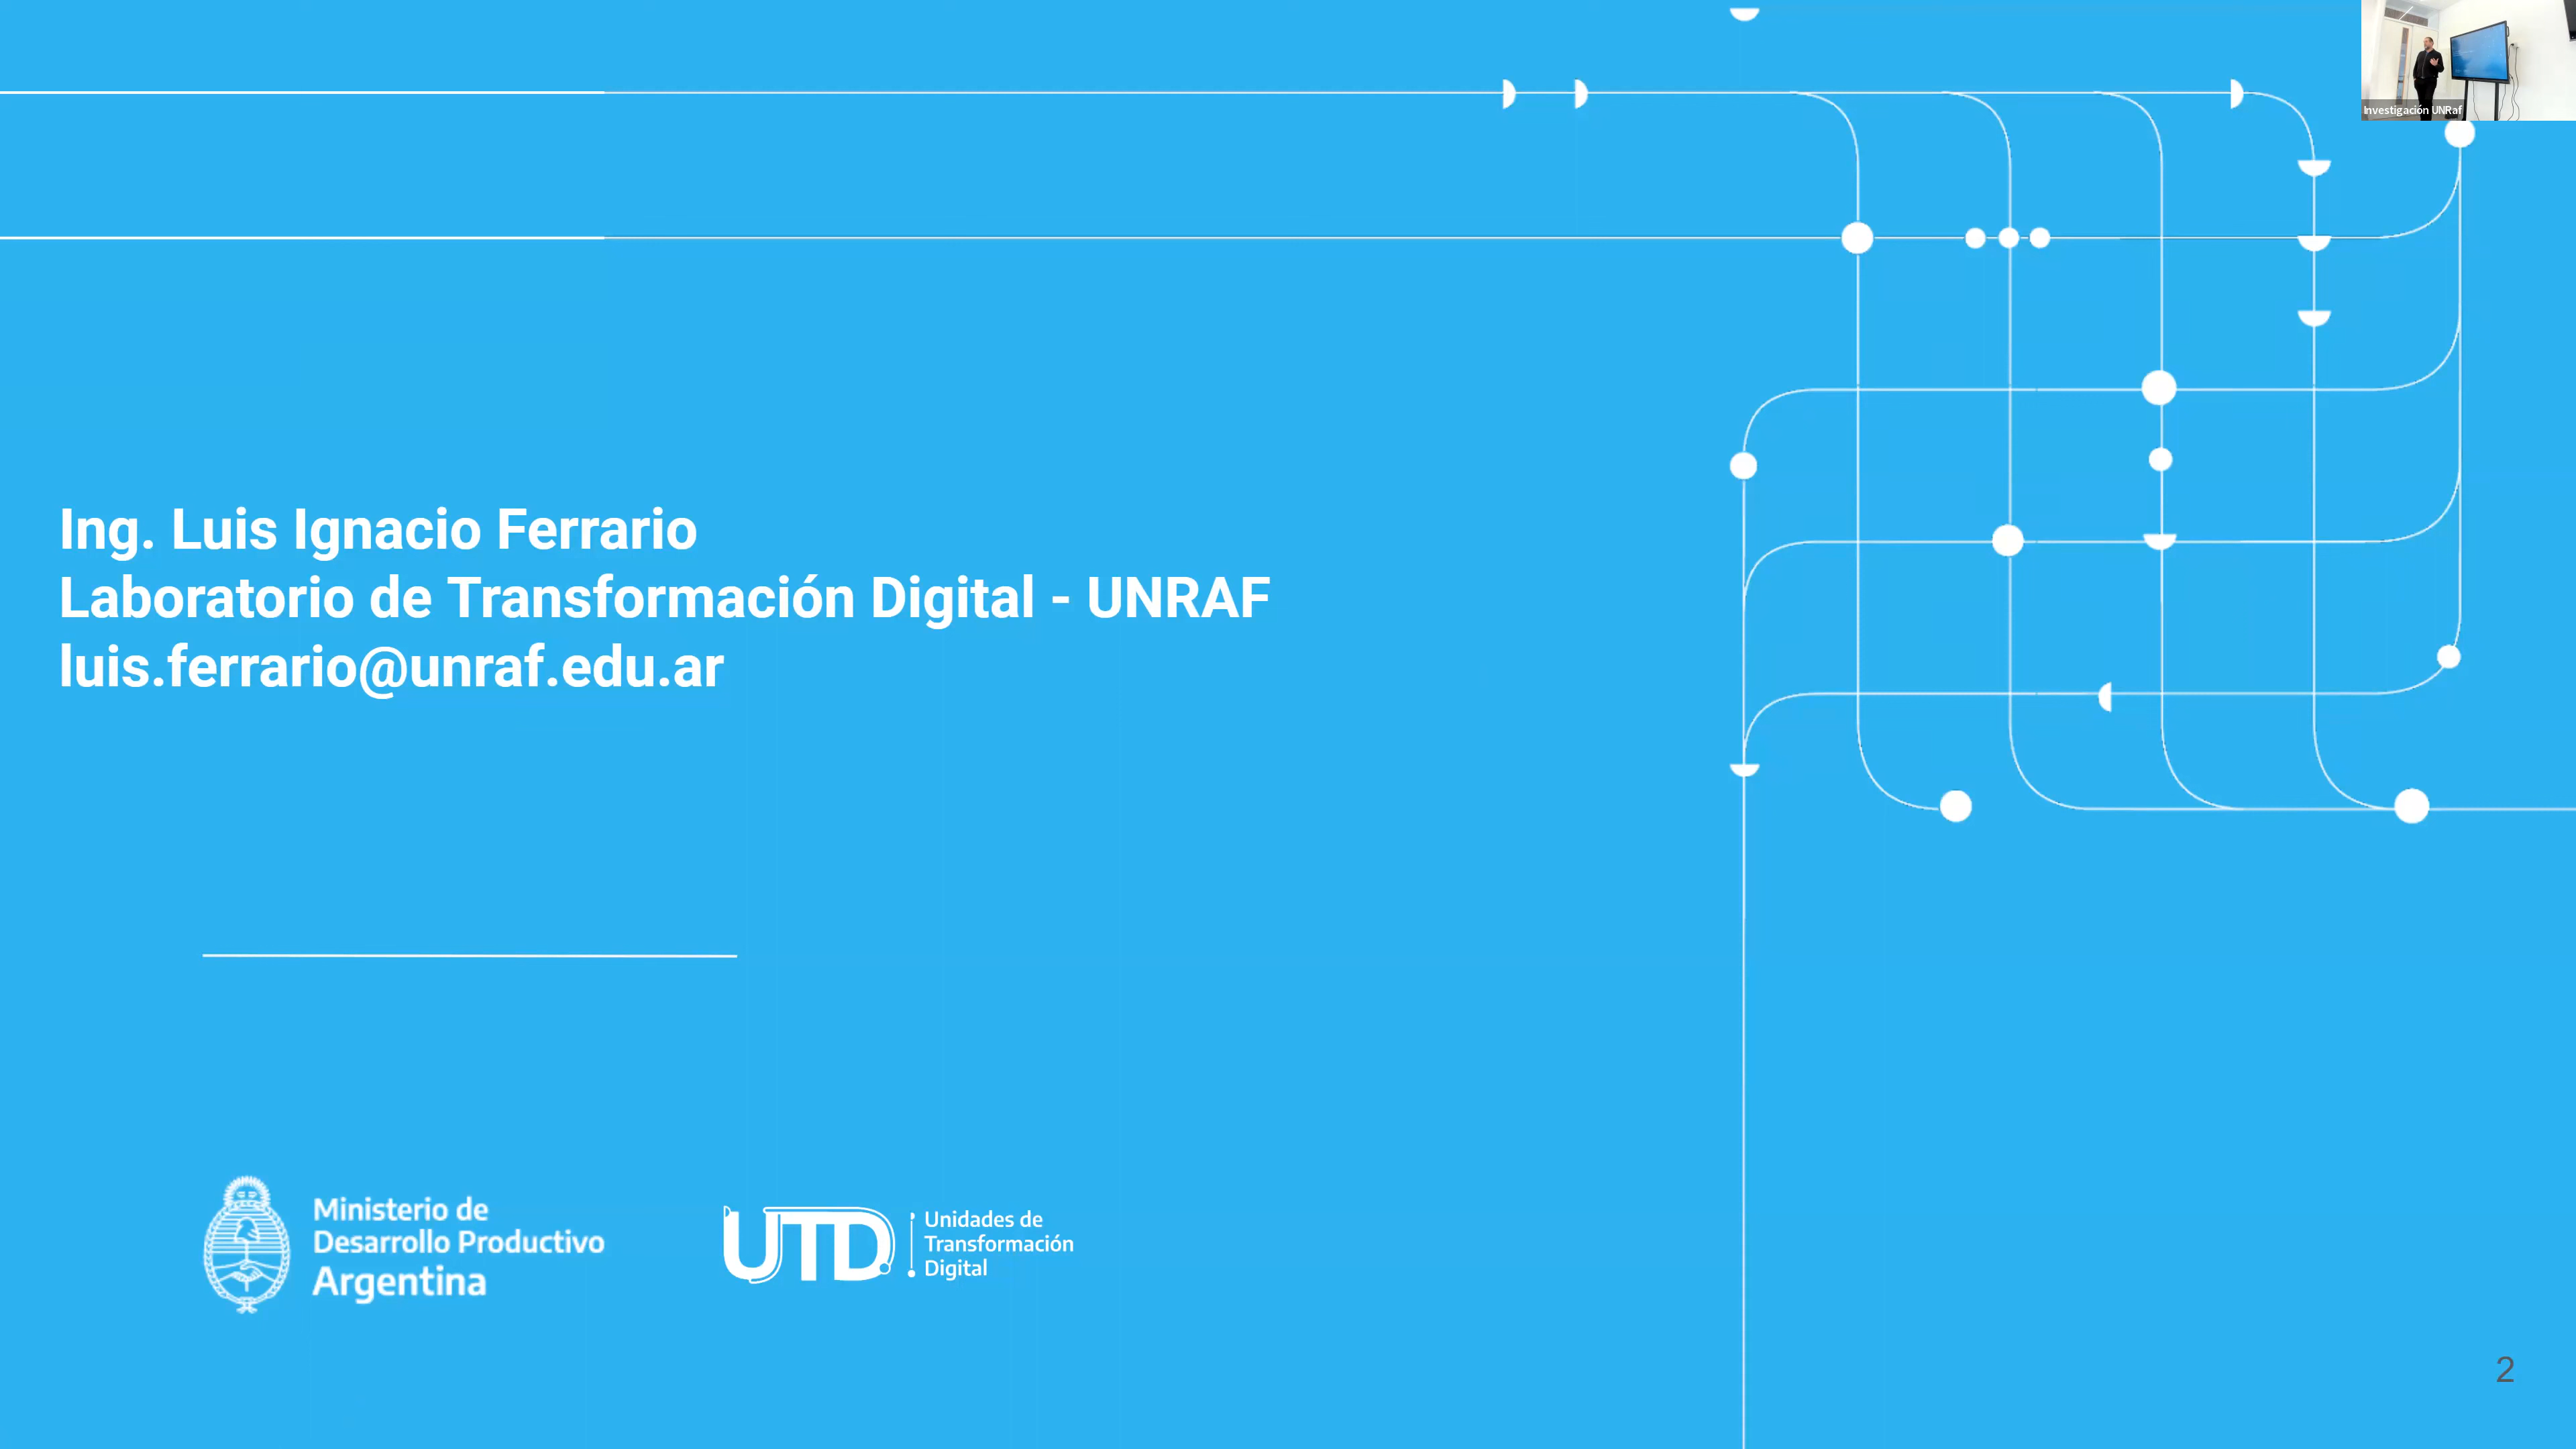 Investigación UNRaf
Ing. Luis Ignacio Ferrario
Laboratorio de Transformación Digital - UNRAF
luis.ferrario@unraf.edu.ar
Ministerio de
Desarrollo Productivo
Argentina
UTD
Unidades de
Transformación
Digital
2